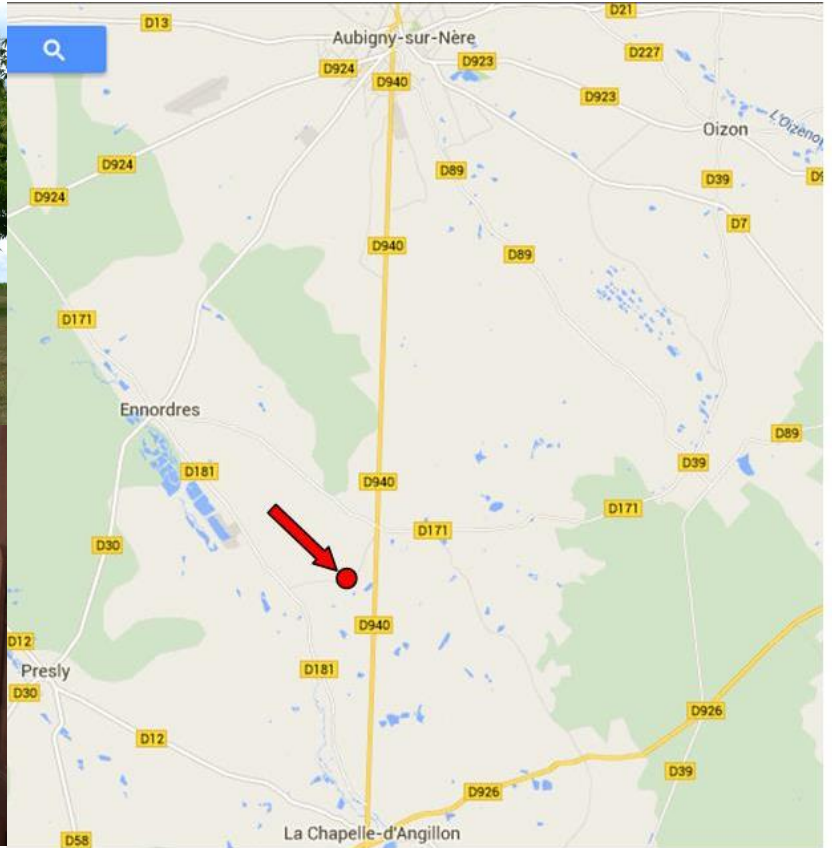 D13
D21
Aubigny-sur-Nère
D924
D923
D227
D940
D923
Oizon
D924
D89
D39
D924
D7
D940
D89
D171
Ennordres
D89
D181
D39
D940
D171
D171
D30
D940
D12
Presly
D181
D30
D926
D12
D39
D926
La Chapelle-d'Angillon
D58